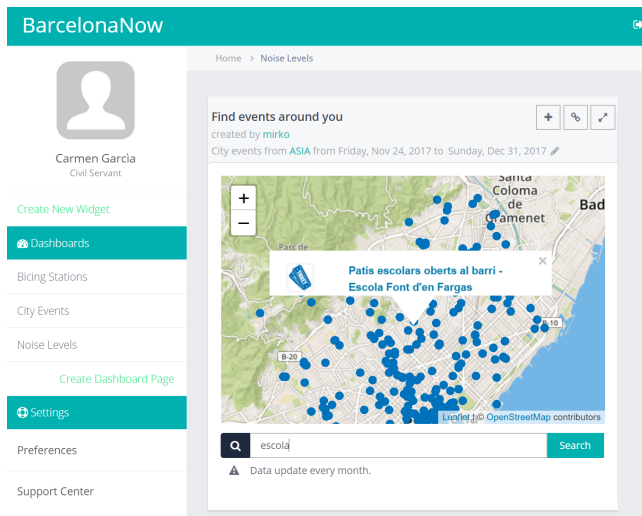 BarcelonaNow
Home > Noise Levels
Carmen Garcìa
Civil Servant
Create New Widget
Dashboards
Bicing Stations
City Events
Noise Levels
Create Dashboard Page
Settings
Preferences
Support Center
Find events around you
created by mirko
City events from ASIA from Friday, Nov 24, 2017 to Sunday, Dec 31, 2017
+
−
Santa
Coloma
de
Gramenet
Bad
Parc de
TICKET
Patis escolars oberts al barri -
Escola Font d'en Fargas
×
B-10
B-20
Leaflet | © OpenStreetMap contributors
escola
Search
Data update every month.